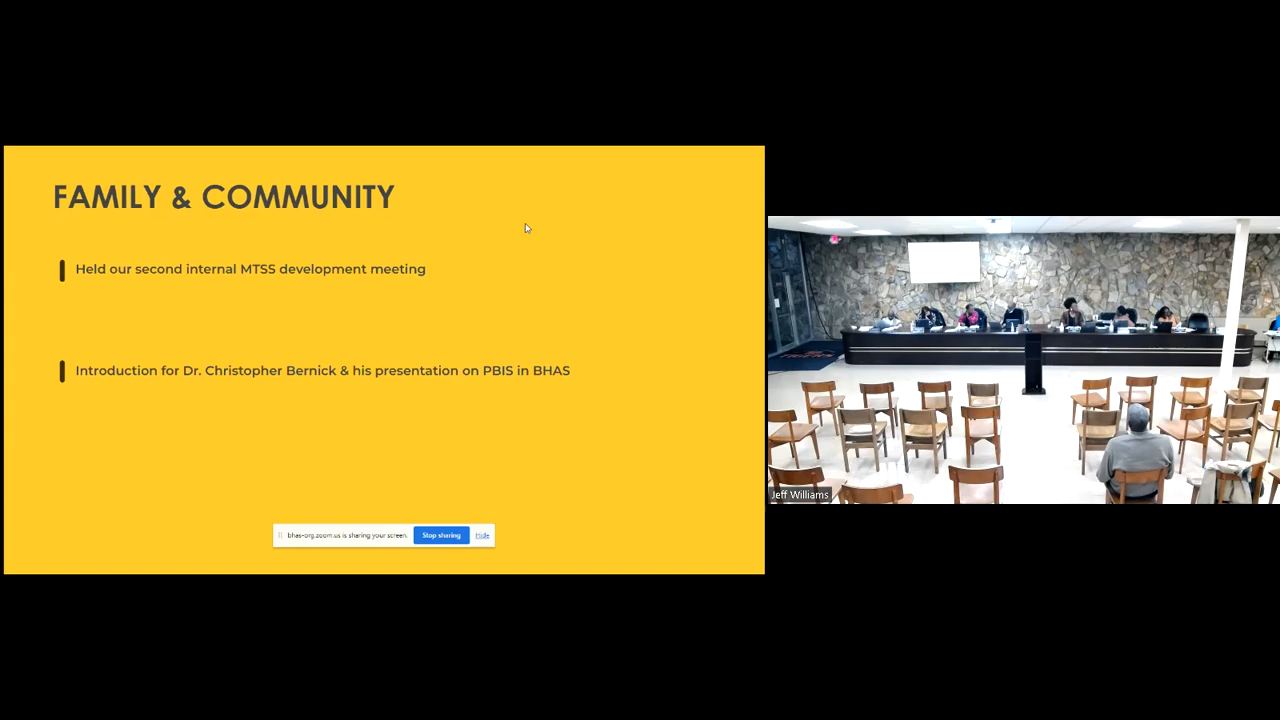 FAMILY & COMMUNITY
Held our second internal MTSS development meeting
Introduction for Dr. Christopher Bernick & his presentation on PBIS in BHAS
bhas-org.zoom.us is sharing your screen.
Stop sharing
Hide
Jeff Williams